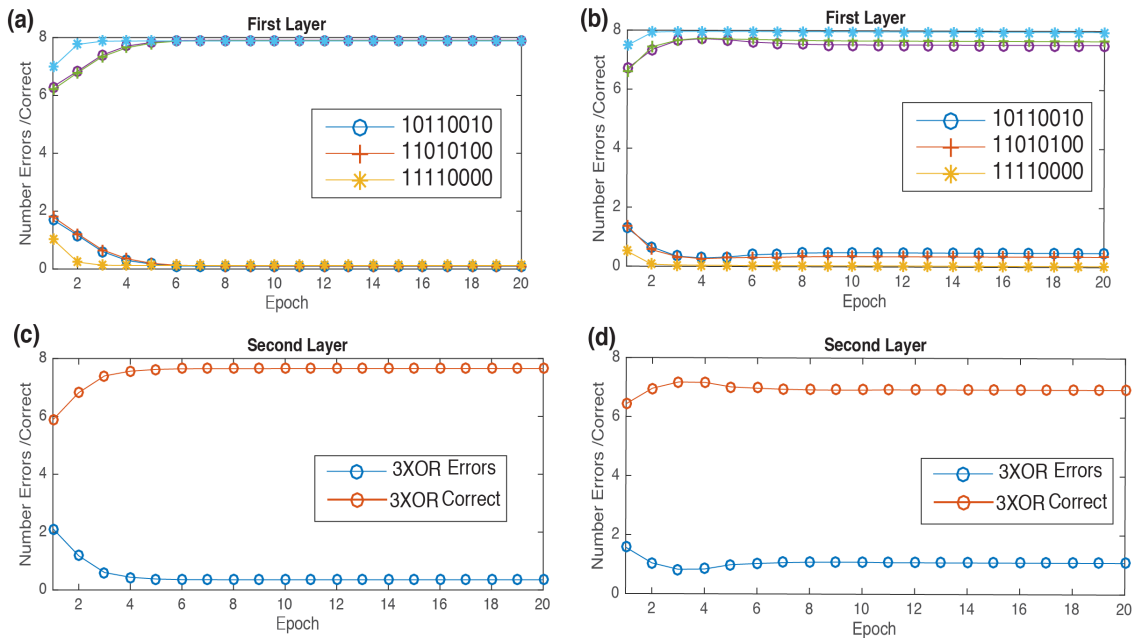 (a)
First Layer
Number Errors /Correct
8
6
4
2
0
10110010
11010100
11110000
2 4 6 8 10 12 14 16 18 20
Epoch
(b)
First Layer
Number Errors /Correct
8
6
4
2
0
10110010
11010100
11110000
2 4 6 8 10 12 14 16 18 20
Epoch
(c)
Second Layer
Number Errors /Correct
8
6
4
2
0
3XOR Errors
3XOR Correct
2 4 6 8 10 12 14 16 18 20
Epoch
(d)
Second Layer
Number Errors /Correct
8
6
4
2
0
3XOR Errors
3XOR Correct
2 4 6 8 10 12 14 16 18 20
Epoch